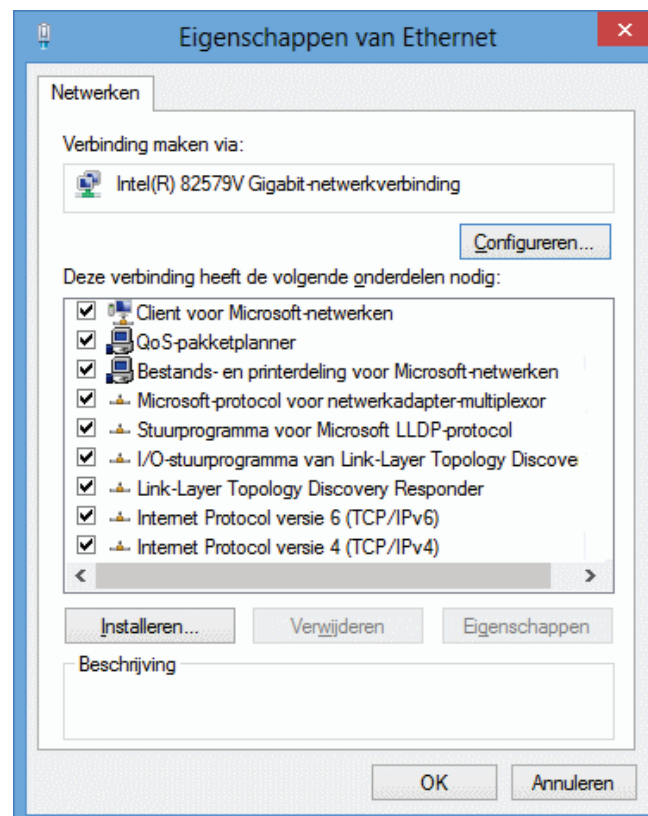 Eigenschappen van Ethernet
Netwerken
Verbinding maken via:
Intel(R) 82579V Gigabit-netwerkverbinding
Configureren...
Deze verbinding heeft de volgende onderdelen nodig:
Client voor Microsoft-netwerken
QoS-pakketplanner
Bestands- en printerdeling voor Microsoft-netwerken
Microsoft-protocol voor netwerkadapter-multiplexor
Stuurprogramma voor Microsoft LLDP-protocol
I/O-stuurprogramma van Link-Layer Topology Discove
Link-Layer Topology Discovery Responder
Internet Protocol versie 6 (TCP/IPv6)
Internet Protocol versie 4 (TCP/IPv4)
Installeren... Verwijderen Eigenschappen
Beschrijving
OK Annuleren